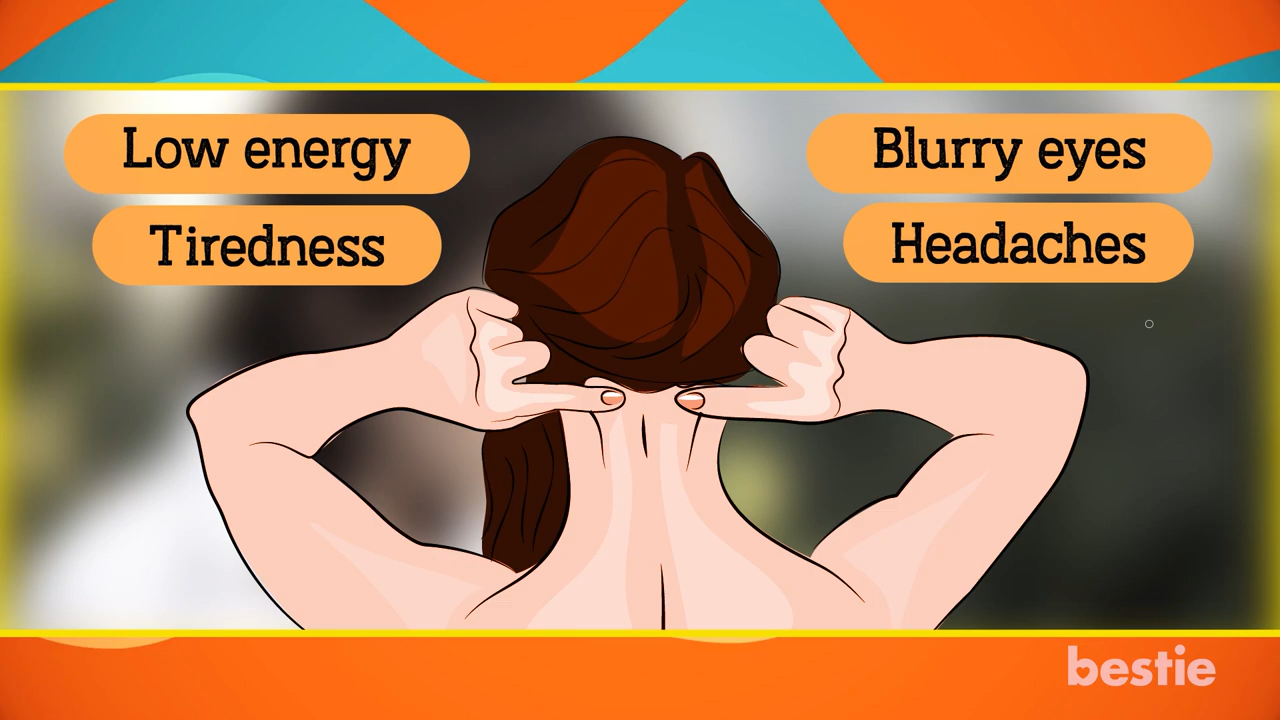 Low energy
Tiredness
Blurry eyes
Headaches
bestie